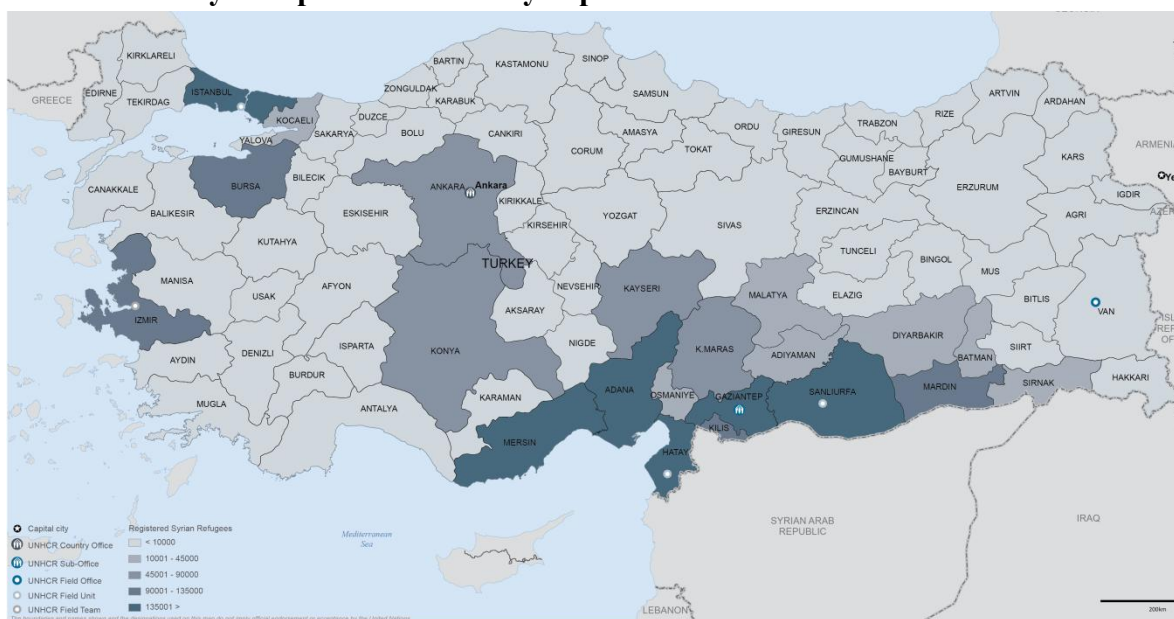 KIRKLARELI
EDIRNE
TEKIRDAG
GREECE
ISTANBUL
KOCAELI
YALOVA
SAKARYA
DUZCE
ZONGULDAK
BARTIN
KARABUK
KASTAMONU
SINOP
SAMSUN
BOLU
CANKIRI
CORUM
AMASYA
TOKAT
ORDU
GIRESUN
TRABZON
RIZE
ARTVIN
ARDAHAN
GUMUSHANE
BAYBURT
ERZURUM
KARS
ARMENIA
IGDIR
AGRI
CANAKKALE
BURSA
BILECIK
BALIKESIR
ESKISEHIR
ANKARA
Ankara
KIRIKKALE
KIRSEHIR
YOZGAT
SIVAS
ERZINCAN
TUNCELI
BINGOL
MUS
KUTAHYA
MANISA
USAK
AFYON
TURKEY
AKSARAY
NEVSEHIR
KAYSERI
MALATYA
ELAZIG
BITLIS
VAN
IZMIR
AYDIN
DENIZLI
ISPARTA
BURDUR
KONYA
NIGDE
K.MARAS
ADIYAMAN
DIYARBAKIR
BATMAN
SIIRT
SIRNAK
HAKKARI
MUGLA
ANTALYA
KARAMAN
MERSIN
ADANA
OSMANIYE
GAZIANTEP
KILIS
SANLIURFA
MARDIN
HATAY
SYRIAN ARAB
REPUBLIC
IRAQ
LEBANON
Mediterranean
Sea
Capital city
UNHCR Country Office
UNHCR Sub-Office
UNHCR Field Office
UNHCR Field Unit
UNHCR Field Team
Registered Syrian Refugees
< 10000
10001 - 45000
45001 - 90000
90001 - 135000
135001 >
200km